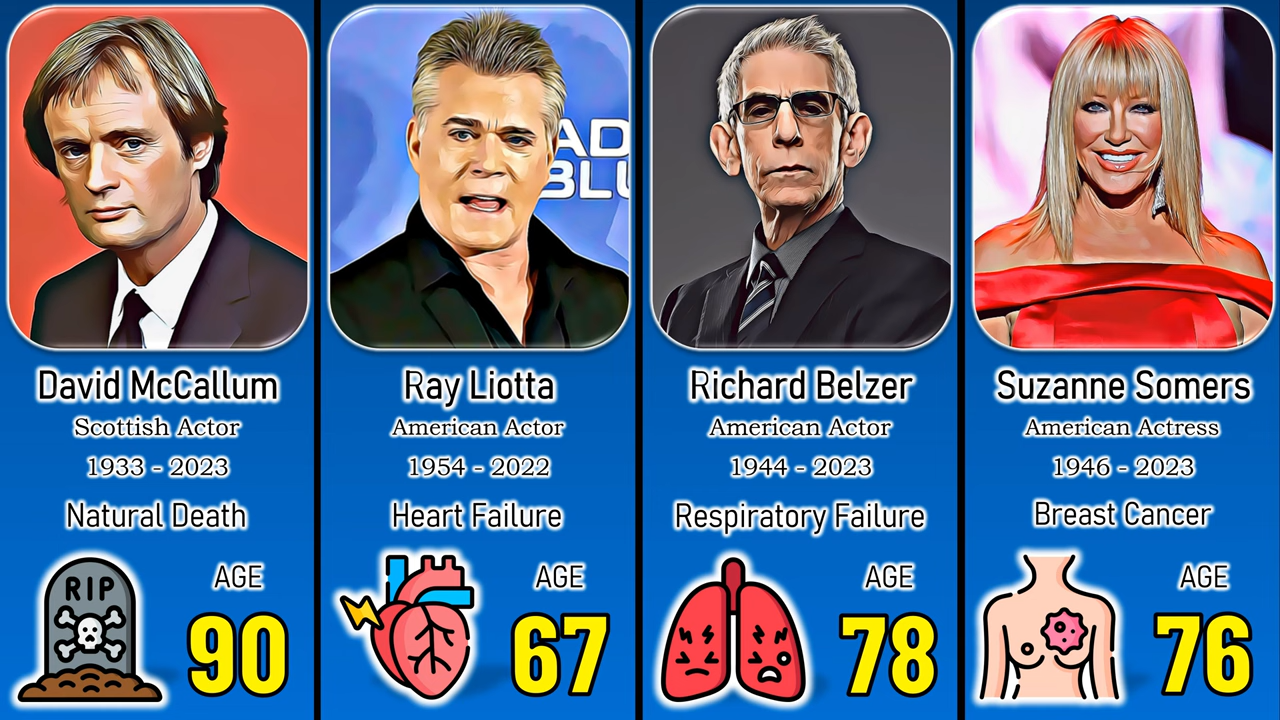 AD
BLU
David McCallum
Scottish Actor
1933 - 2023
Natural Death
RIP
AGE
90
Ray Liotta
American Actor
1954 - 2022
Heart Failure
AGE
67
Richard Belzer
American Actor
1944 - 2023
Respiratory Failure
AGE
78
Suzanne Somers
American Actress
1946 - 2023
Breast Cancer
AGE
76